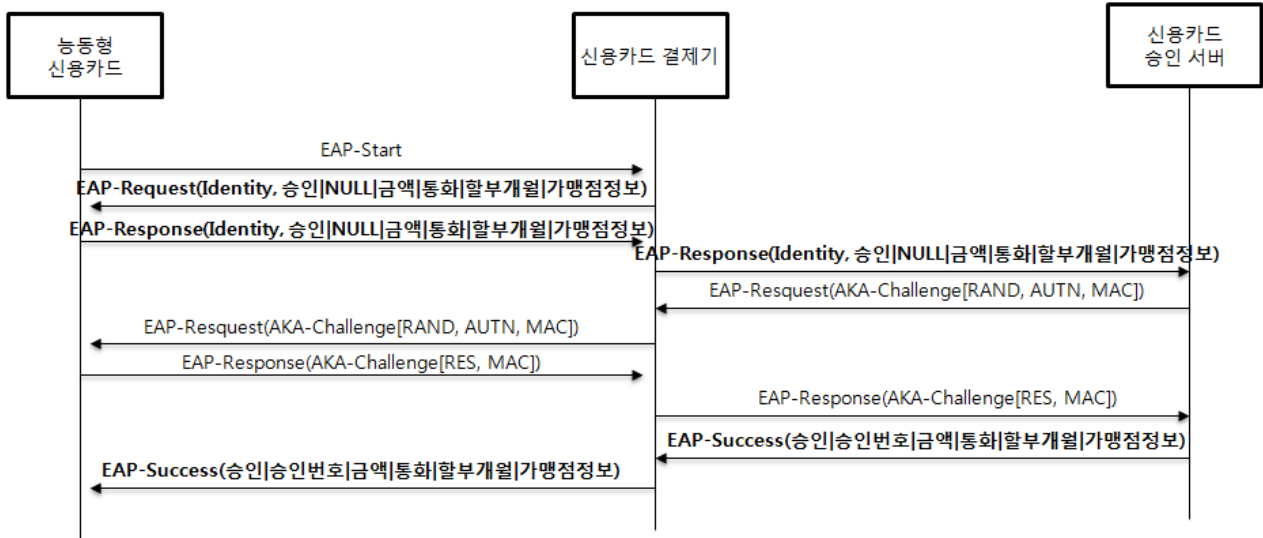 능동형
신용카드
신용카드 결제기
신용카드
승인 서버
EAP-Start
EAP-Request(Identity, 승인|NULL|금액|통화|할부개월|가맹점정보)
EAP-Response(Identity, 승인|NULL|금액|통화|할부개월|가맹점정보)
EAP-Response(Identity, 승인|NULL|금액|통화|할부개월|가맹점정보)
EAP-Resquest(AKA-Challenge[RAND, AUTN, MAC])
EAP-Resquest(AKA-Challenge[RAND, AUTN, MAC])
EAP-Response(AKA-Challenge[RES, MAC])
EAP-Response(AKA-Challenge[RES, MAC])
EAP-Success(승인|승인번호|금액|통화|할부개월|가맹점정보)
EAP-Success(승인|승인번호|금액|통화|할부개월|가맹점정보)